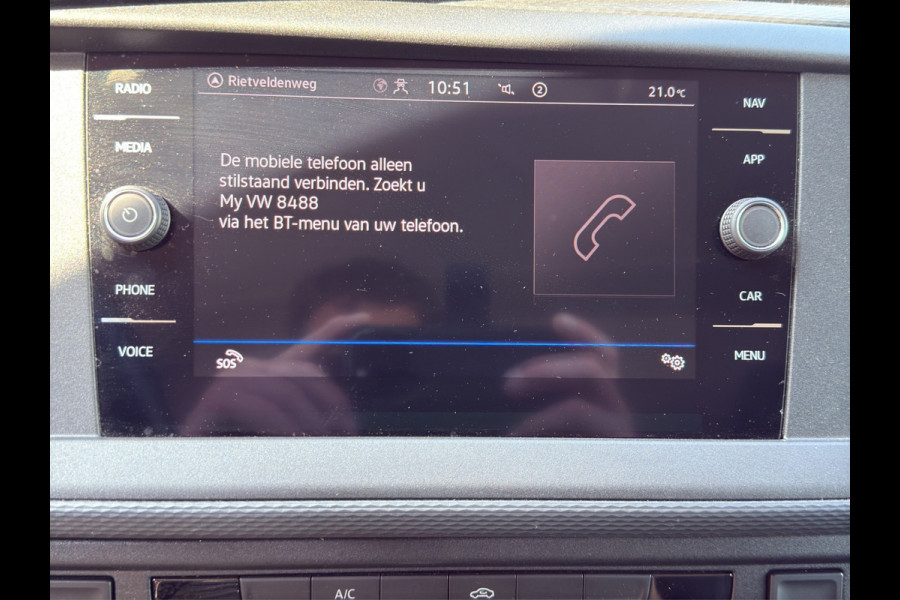 RADIO
MEDIA
PHONE
VOICE
Rietveldenweg
10:51
2
21.0°C
De mobiele telefoon alleen
stilstaand verbinden. Zoekt u
My VW 8488
via het BT-menu van uw telefoon.
SOS
NAV
APP
CAR
MENU
A/C